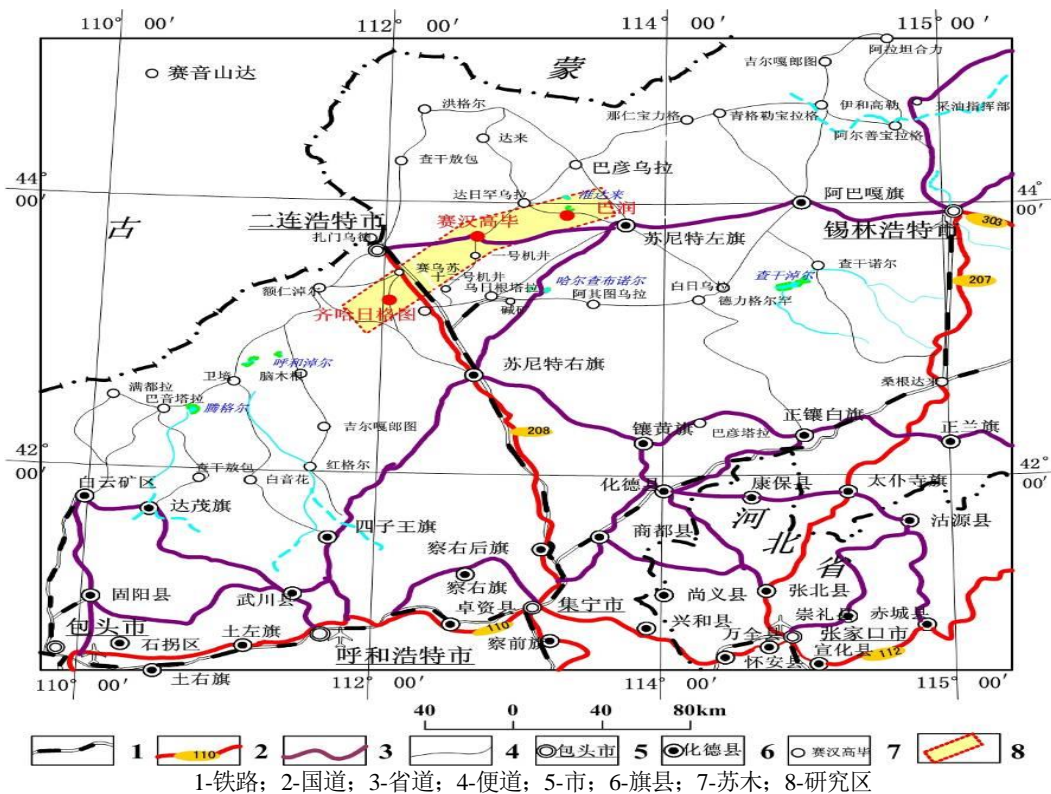 110° 00′
112° 00′
114° 00′
115° 00′
赛音山达
蒙
阿拉坦合力
吉尔嘎郎图
洪格尔
那仁宝力格
青格勒宝拉格
伊和高勒
采油指挥部
达来
阿尔善宝拉格
查干敖包
巴彦乌拉
44°
00′
达日罕乌拉
准达来
阿巴嘎旗
44
00′
古
二连浩特市
赛汉高毕
巴润
303
扎门乌德
苏尼特左旗
锡林浩特市
一号机井
赛乌苏
查干诺尔
十一号机井
哈尔查布诺尔
查干淖尔
207
额仁淖尔
乌日根塔拉
阿其图乌拉
白日乌拉
德力格尔罕
齐哈日格图
碱矿
呼和淖尔
卫境
脑木根
苏尼特右旗
桑根达来
满都拉
巴音塔拉
腾格尔
吉尔嘎郎图
208
镶黄旗
巴彦塔拉
正镶白旗
正兰旗
42
00′
查干敖包
红格尔
白音花
42
00′
白云矿区
化德县
康保县
太仆寺旗
达茂旗
四子王旗
商都县
河
沽源县
察右后旗
北
固阳县
武川县
察右旗
卓资县
集宁市
尚义县
省
张北县
包头市
崇礼县
赤城县
石拐区
土左旗
110
兴和县
万全县
张家口市
呼和浩特市
察前旗
怀安县
宣化县
112
土右旗
110° 00′
112° 00′
114° 00′
115° 00′
40 0 40 80km
1 110 2 3 4 包头市 5 化德县 6 赛汉高毕 7 8
1-铁路；2-国道；3-省道；4-便道；5-市；6-旗县；7-苏木；8-研究区